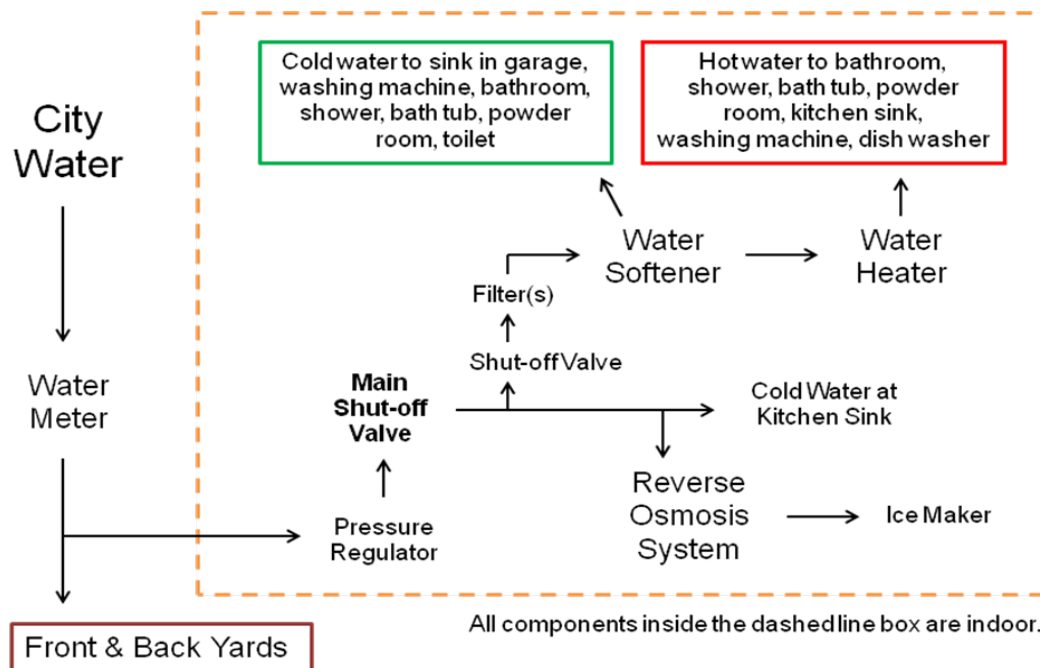 Cold water to sink in garage,
washing machine, bathroom,
shower, bath tub, powder
room, toilet
Hot water to bathroom,
shower, bath tub, powder
room, kitchen sink,
washing machine, dish washer
City
Water
Water
Softener
Water
Heater
Filter(s)
Shut-off Valve
Water
Meter
Main
Shut-off
Valve
Cold Water at
Kitchen Sink
Reverse
Osmosis
System
Ice Maker
Pressure
Regulator
All components inside the dashed line box are indoor.
Front & Back Yards